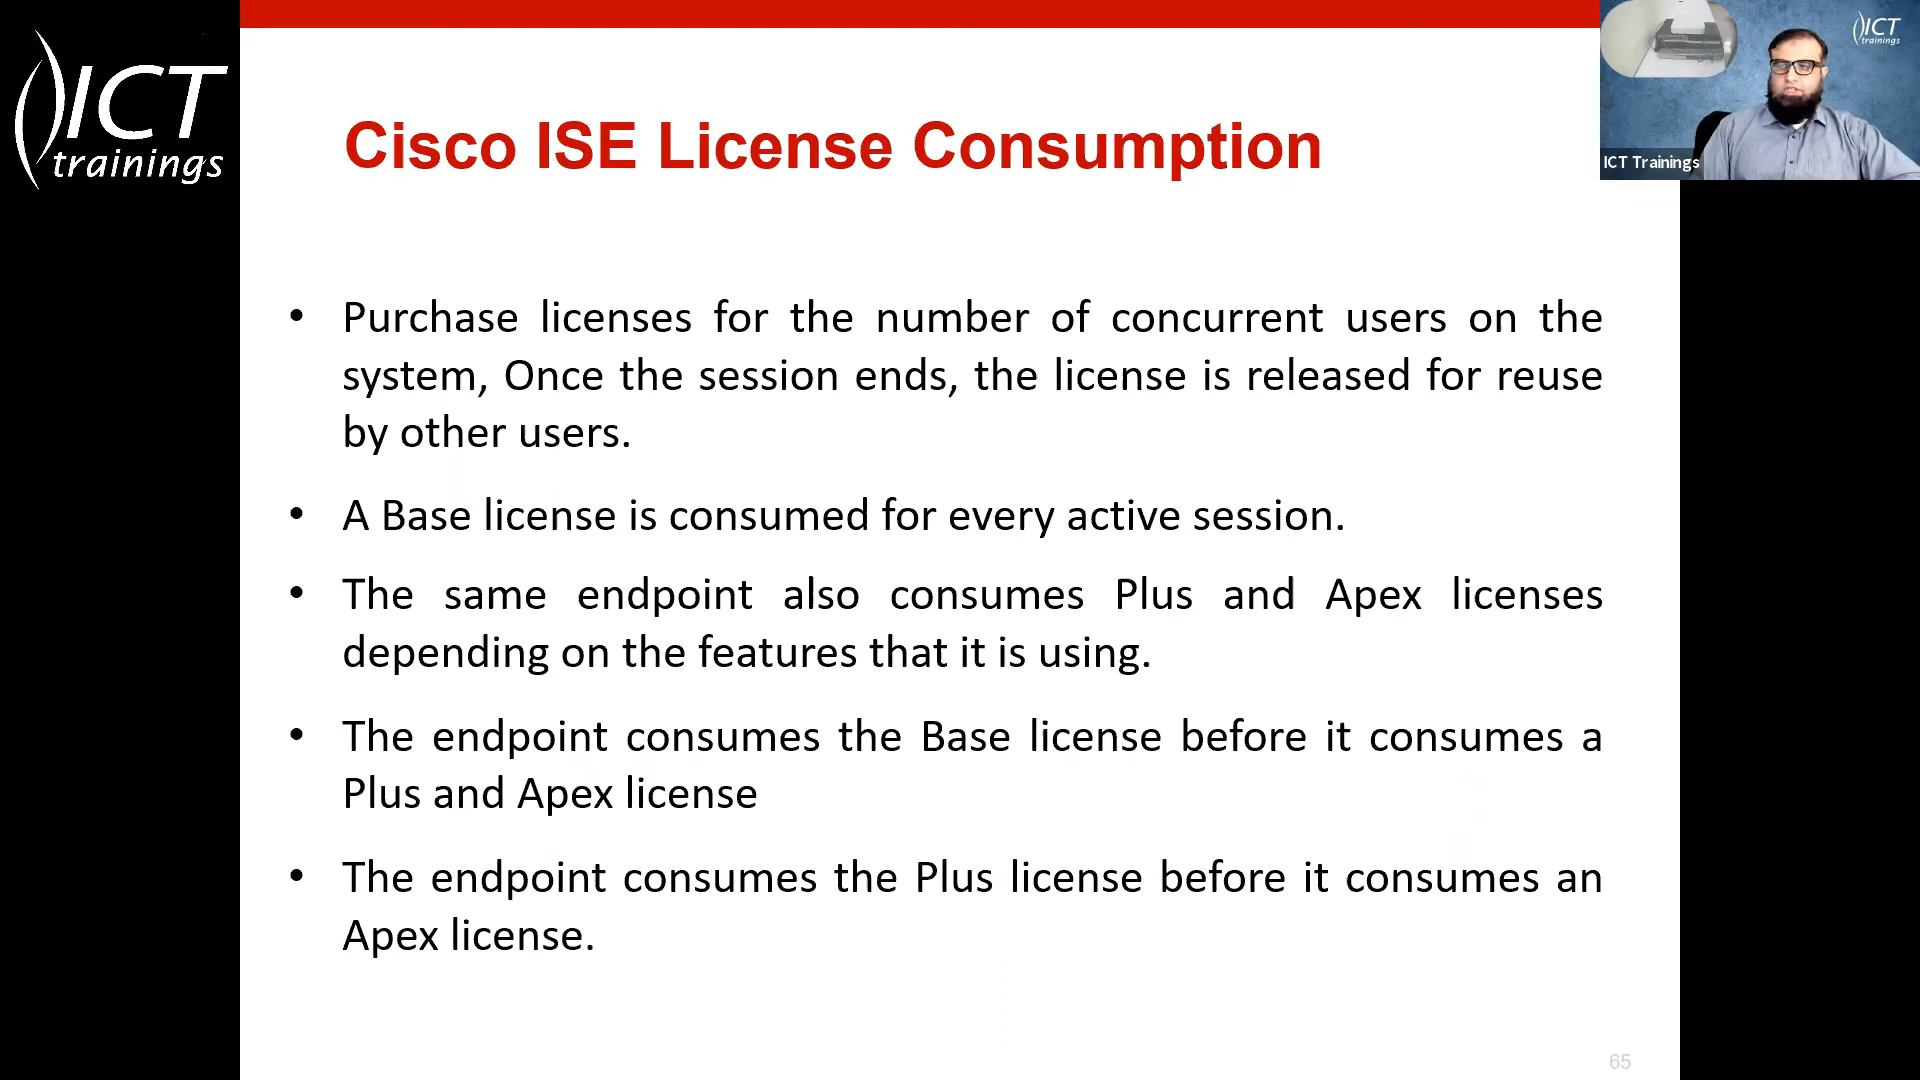 ICT
trainings
Cisco ISE License Consumption
ICT
trainings
ICT Trainings
• Purchase licenses for the number of concurrent users on the
system, Once the session ends, the license is released for reuse
by other users.
• A Base license is consumed for every active session.
• The same endpoint also consumes Plus and Apex licenses
depending on the features that it is using.
• The endpoint consumes the Base license before it consumes a
Plus and Apex license
• The endpoint consumes the Plus license before it consumes an
Apex license.
65